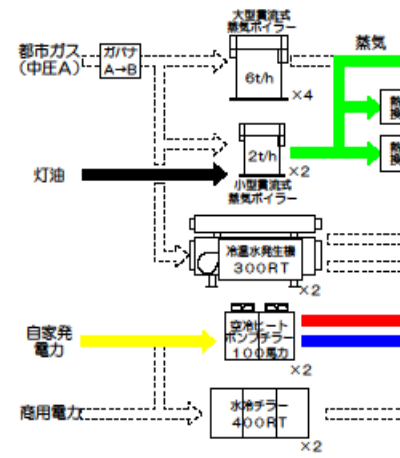 大型貫流式
蒸気ボイラー
都市ガス
(中圧A)
ガバナ
A→B
蒸気
6t/h
×4
2t/h
×2
灯油
小型貫流式
蒸気ボイラー
冷温水発生機
300RT
×2
自家発
電力
空冷ヒート
ポンプチラー
100馬力
×2
商用電力
水冷チラー
400RT
×2